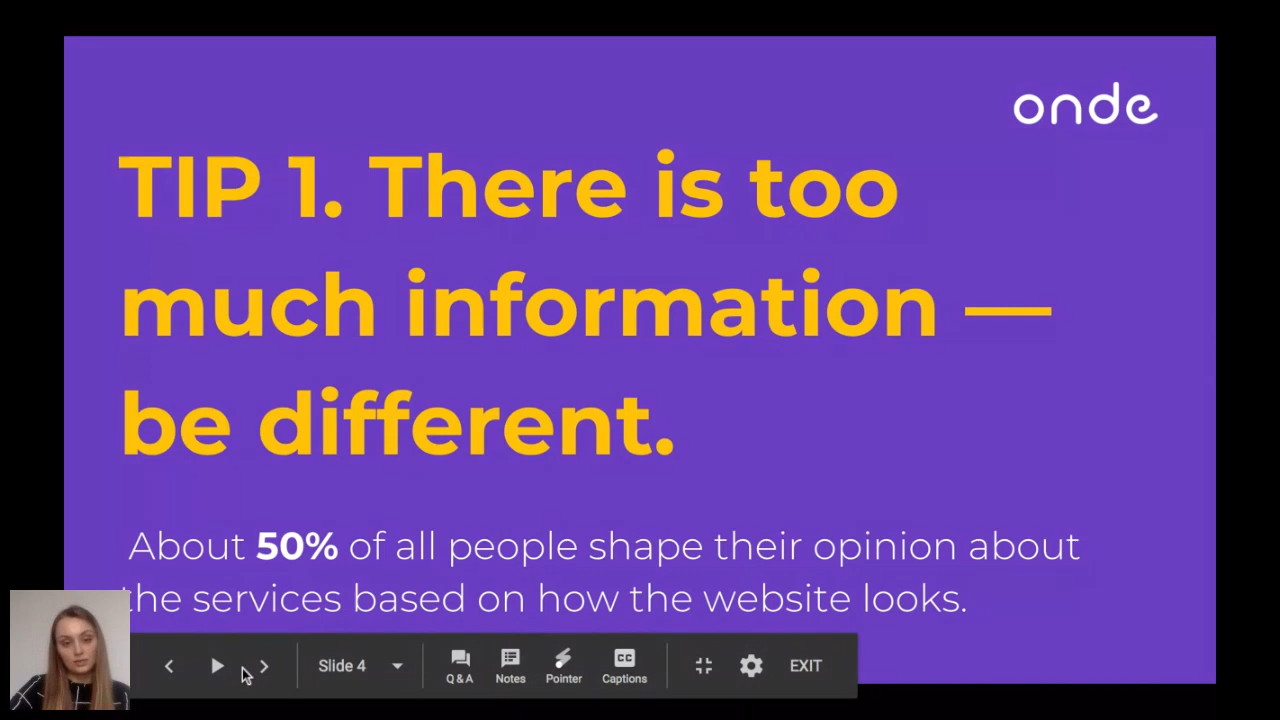 onde
TIP 1. There is too
much information —
be different.
About 50% of all people shape their opinion about
the services based on how the website looks.
Slide 4
Q & A
Notes
Pointer
CC
Captions
EXIT